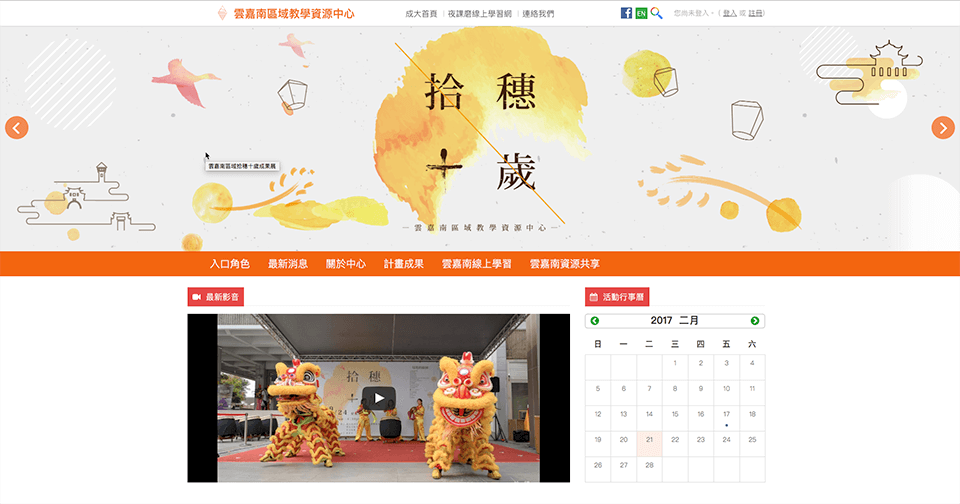 雲嘉南區域教學資源中心
成大首頁 | 夜課磨線上學習網 | 連絡我們
f EN 您尚未登入。( 登入 或 註冊)
拾 穗
十 歲
雲嘉南區域教學資源中心
雲嘉南區域拾穗十歲成果展
入口角色 最新消息 關於中心 計畫成果 雲嘉南線上學習 雲嘉南資源共享
最新影音
活動行事曆
拾 穗
十
2017 二月
日 一 二 三 四 五 六
1 2 3 4
5 6 7 8 9 10 11
12 13 14 15 16 17 18
19 20 21 22 23 24 25
26 27 28